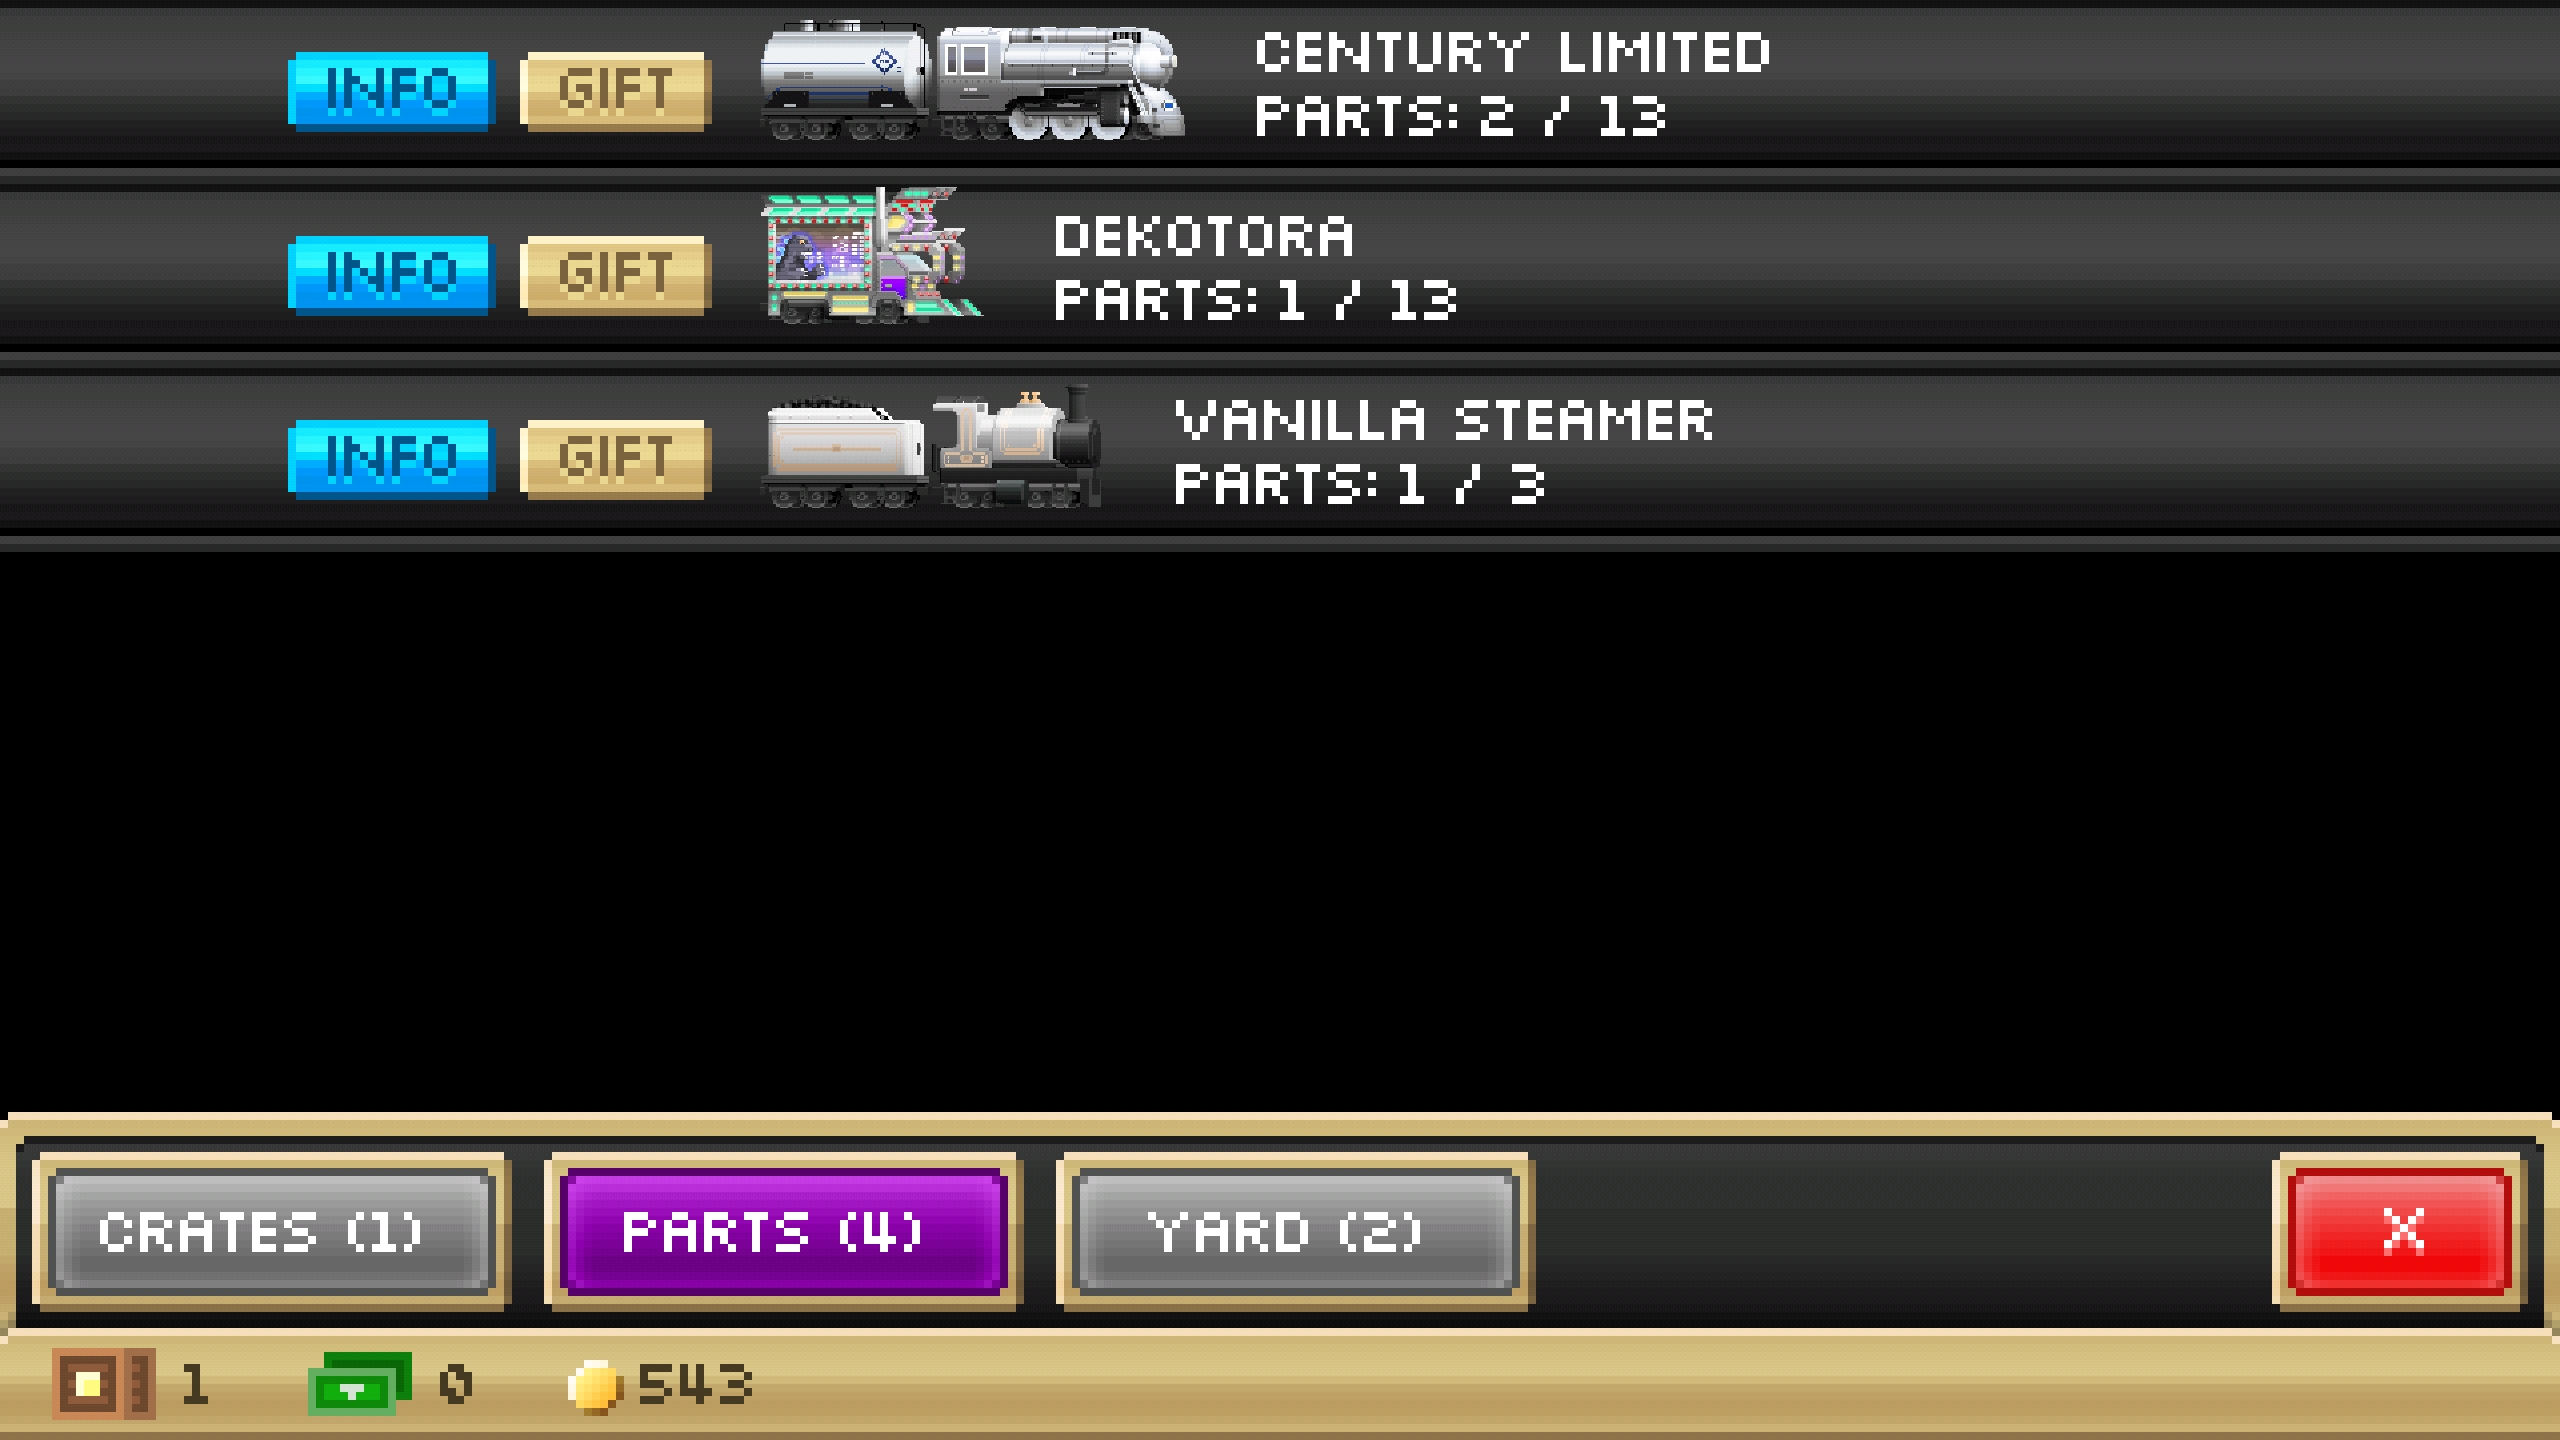 INFO GIFT CENTURY LIMITED
PARTS: 2 / 13
INFO GIFT DEKOTORA
PARTS: 1 / 13
INFO GIFT VANILLA STEAMER
PARTS: 1 / 3
CRATES (1) PARTS (4) YARD (2) X
1 0 543